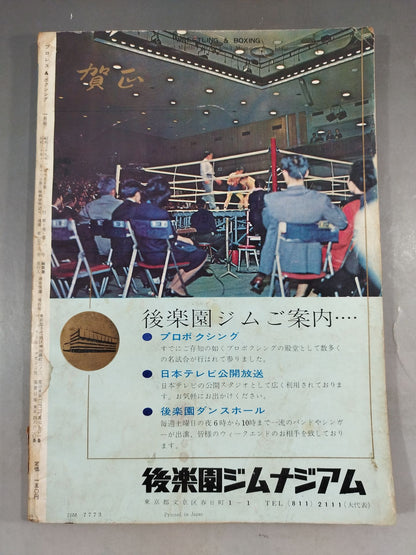 WRESTLING & BOXING
賀正
後楽園ジムご案内‥‥
● プロボクシング
すでにご存知の如くプロボクシングの殿堂として数多く
の名試合が行はれて参りました。
● 日本テレビ公開放送
日本テレビの公開スタジオとして広く利用されておりま
す。お気軽にお出かけください。
● 後楽園ダンスホール
毎週土曜日の夜6時から10時まで一流のバンドやシンガ
ーが出演、皆様のウィークエンドのお相手を致しており
ます。
後楽園ジムナジアム
東京都文京区春日町1-1 TEL (811) 2111 (大代表)
Printed in Japan
プロレス&ボクシング